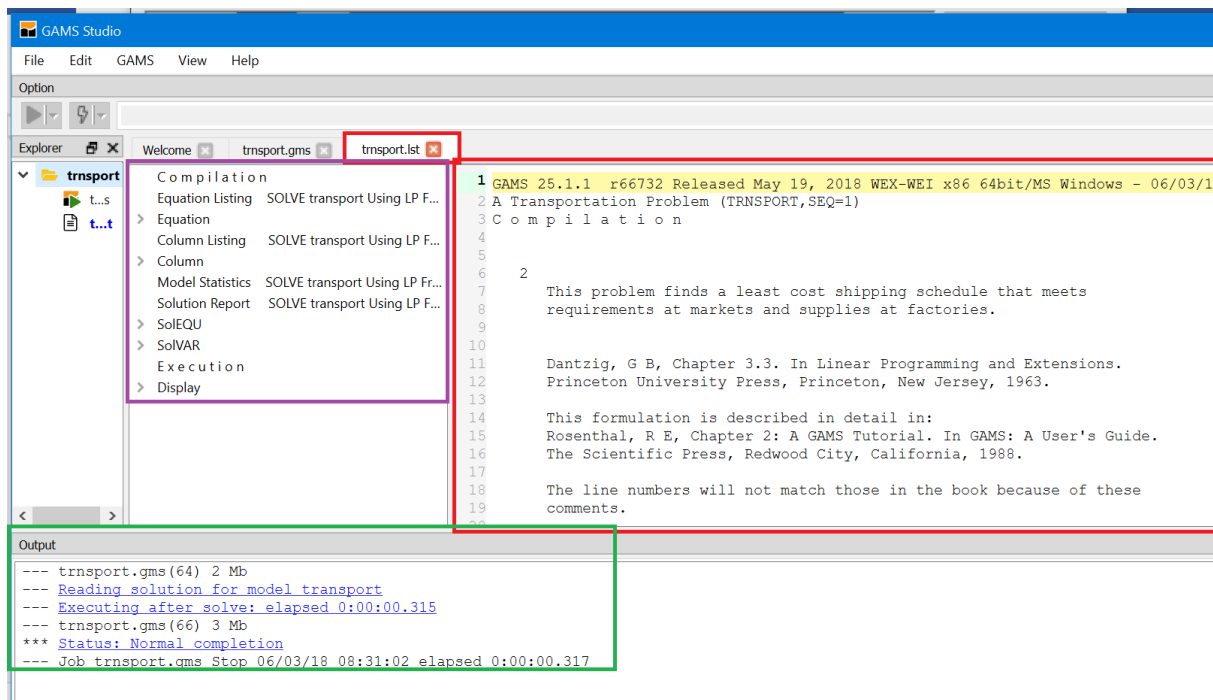 GAMS Studio
File Edit GAMS View Help
Option
Explorer
Welcome trnsport.gms trnsport.lst
trnsport
t...s
t...t
C o m p i l a t i o n
Equation Listing SOLVE transport Using LP F...
Equation
Column Listing SOLVE transport Using LP F...
Column
Model Statistics SOLVE transport Using LP Fr...
Solution Report SOLVE transport Using LP F...
SolEQU
SolVAR
E x e c u t i o n
Display
1 GAMS 25.1.1 r66732 Released May 19, 2018 WEX-WEI x86 64bit/MS Windows - 06/03/1
2 A Transportation Problem (TRNSPORT,SEQ=1)
3 C o m p i l a t i o n
4
5
6 2
7 This problem finds a least cost shipping schedule that meets
8 requirements at markets and supplies at factories.
9
10
11 Dantzig, G B, Chapter 3.3. In Linear Programming and Extensions.
12 Princeton University Press, Princeton, New Jersey, 1963.
13
14 This formulation is described in detail in:
15 Rosenthal, R E, Chapter 2: A GAMS Tutorial. In GAMS: A User's Guide.
16 The Scientific Press, Redwood City, California, 1988.
17
18 The line numbers will not match those in the book because of these
19 comments.
20
Output
--- trnsport.gms(64) 2 Mb
--- Reading solution for model transport
--- Executing after solve: elapsed 0:00:00.315
--- trnsport.gms(66) 3 Mb
*** Status: Normal completion
--- Job trnsport.gms Stop 06/03/18 08:31:02 elapsed 0:00:00.317